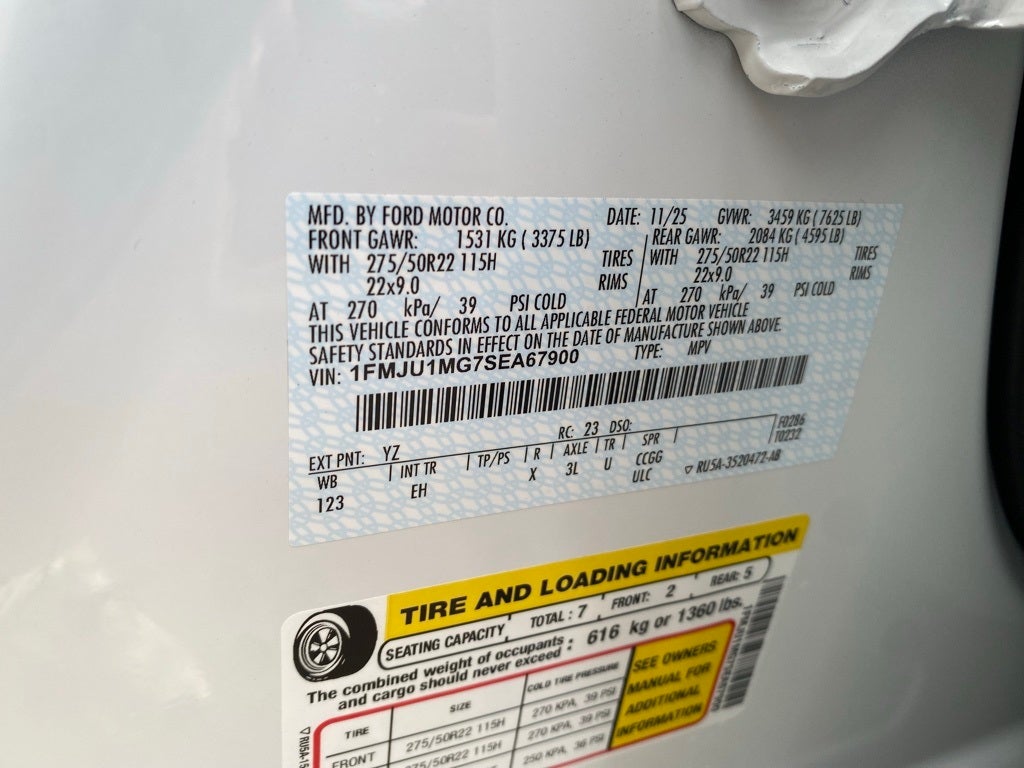 MFD. BY FORD MOTOR CO. DATE: 11/25 GVWR: 3459 KG ( 7625 LB)
FRONT GAWR: 1531 KG ( 3375 LB) REAR GAWR: 2084 KG ( 4595 LB)
WITH 275/50R22 115H TIRES WITH 275/50R22 115H TIRES
22x9.0 RIMS 22x9.0 RIMS
AT 270 kPa/ 39 PSI COLD AT 270 kPa/ 39 PSI COLD
THIS VEHICLE CONFORMS TO ALL APPLICABLE FEDERAL MOTOR VEHICLE
SAFETY STANDARDS IN EFFECT ON THE DATE OF MANUFACTURE SHOWN ABOVE.
VIN: 1FMJU1MG7SEA67900 TYPE: MPV
F0286
EXT PNT: YZ RC: 23 DSO: T0232
WB INT TR TP/PS R AXLE TR SPR
123 EH X 3L U CCGG
ULC ▽ RU5A-3520472-AB
TIRE AND LOADING INFORMATION
SEATING CAPACITY TOTAL : 7 FRONT: 2 REAR: 5
The combined weight of occupants and cargo should never exceed : 616 kg or 1360 lbs.
TIRE SIZE COLD TIRE PRESSURE
FRONT 275/50R22 115H 270 KPA, 39 PSI
275/50R22 115H 270 KPA, 39 PSI
250 KPA, 36 PSI
SEE OWNERS
MANUAL FOR
ADDITIONAL
INFORMATION